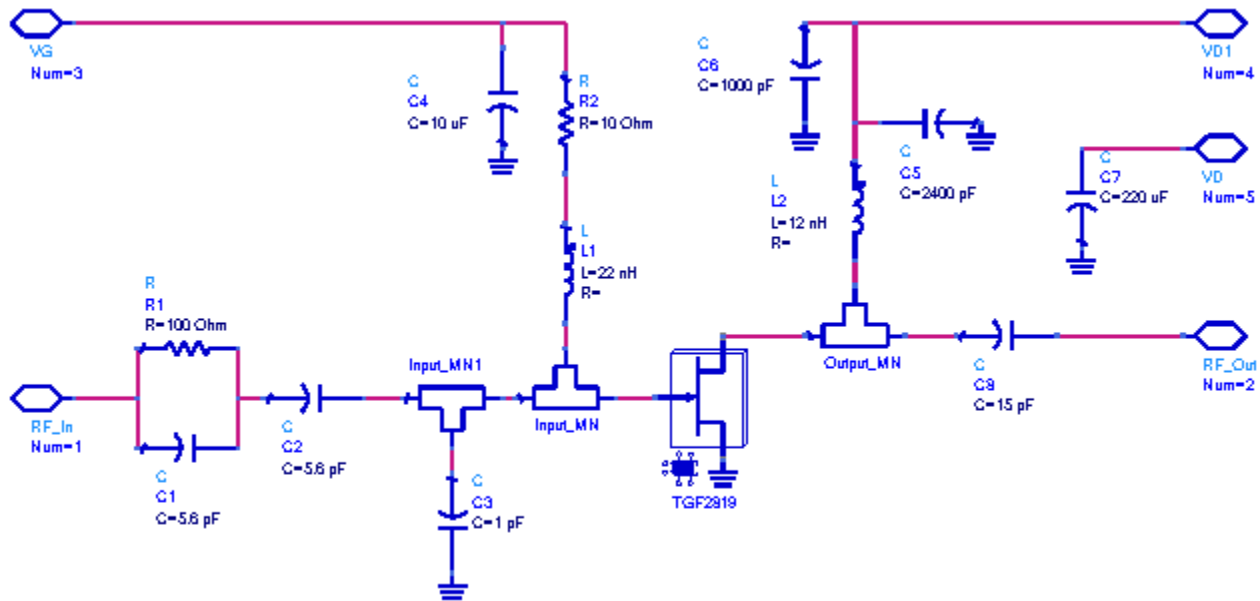 VG
Num=3
C
C4
C=10 uF
R
R2
R=10 Ohm
C
C6
C=1000 pF
VD1
Num=4
C
C5
C=2400 pF
C
C7
C=220 uF
VD
Num=5
L
L2
L=12 nH
R=
L
L1
L=22 nH
R=
R
R1
R=100 Ohm
RF_In
Num=1
C
C1
C=5.6 pF
C
C2
C=5.6 pF
Input_MN1
C
C3
C=1 pF
Input_MN
TGF2819
Output_MN
C
C8
C=15 pF
RF_Out
Num=2